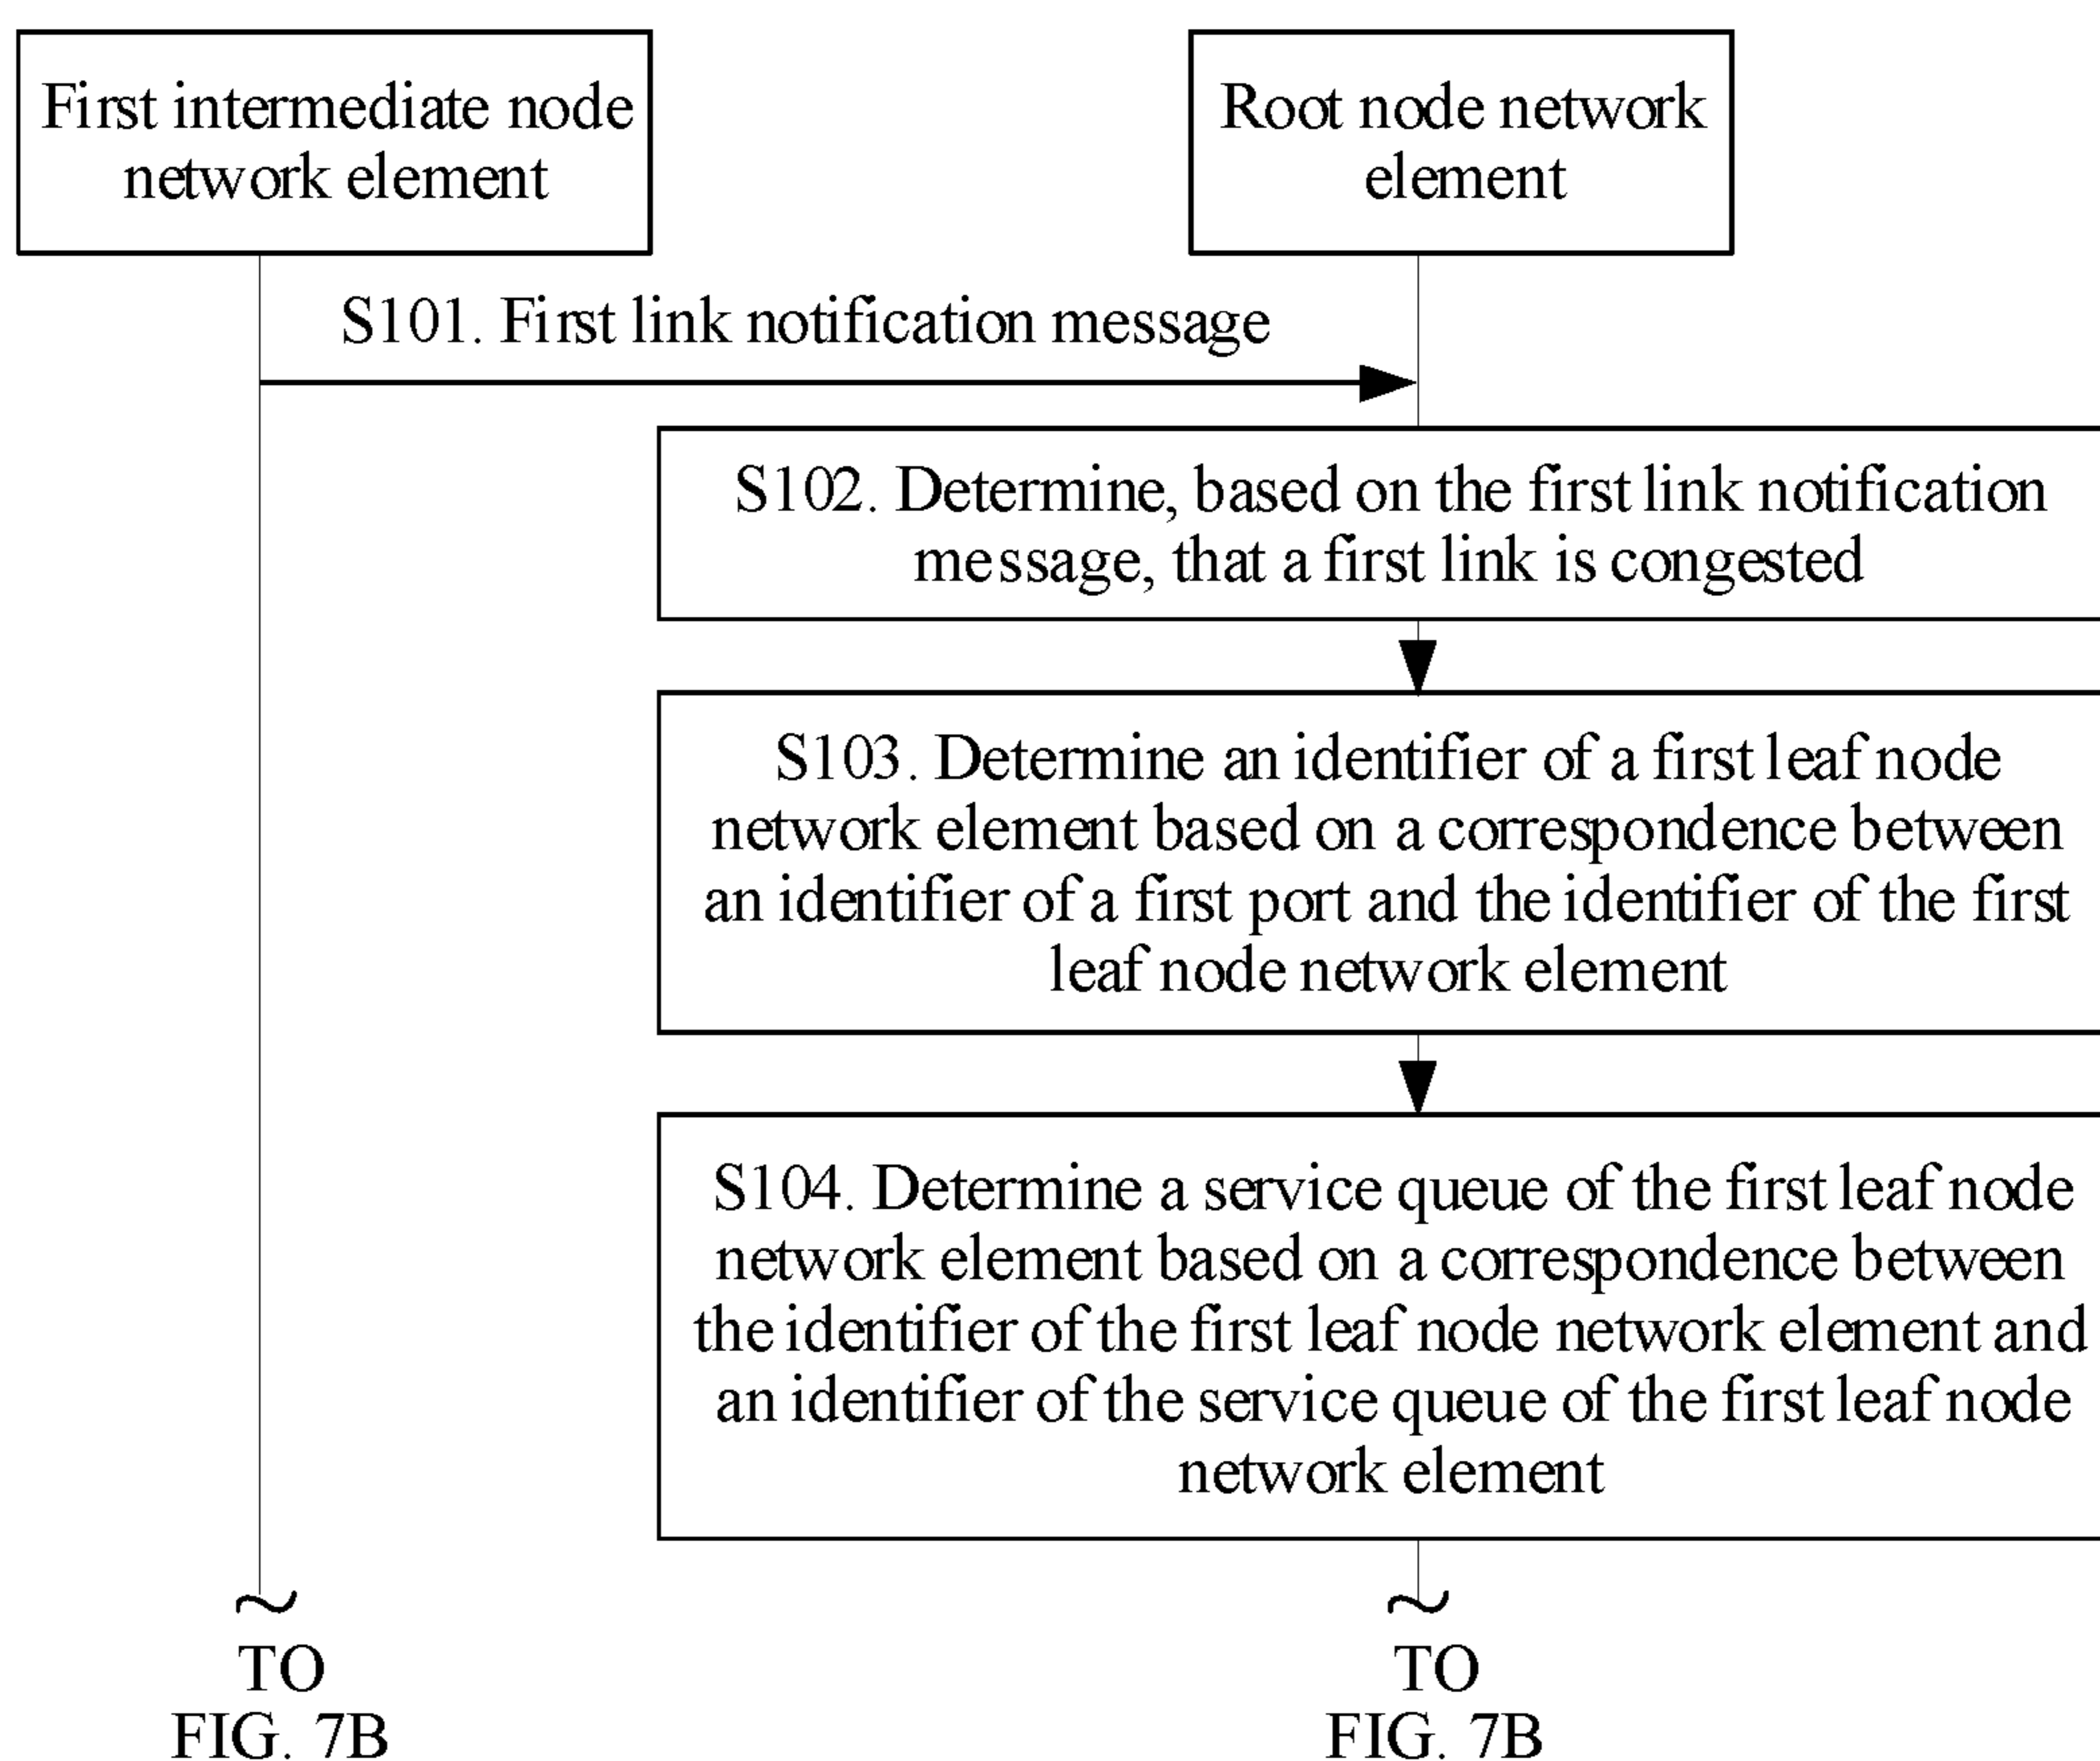 First intermediate node
network element
Root node network
element
S101. First link notification message
S102. Determine, based on the first link notification
message, that a first link is congested
S103. Determine an identifier of a first leaf node
network element based on a correspondence between
an identifier of a first port and the identifier of the first
leaf node network element
S104. Determine a service queue of the first leaf node
network element based on a correspondence between
the identifier of the first leaf node network element and
an identifier of the service queue of the first leaf node
network element
TO
FIG. 7B
TO
FIG. 7B